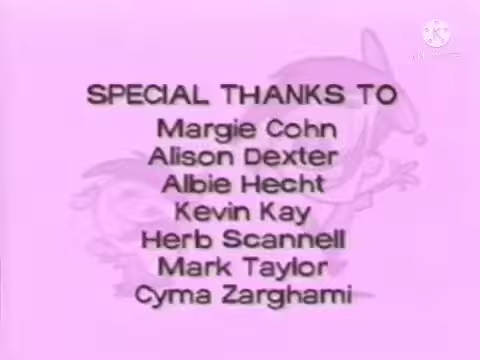 SPECIAL THANKS TO
Margie Cohn
Alison Dexter
Albie Hecht
Kevin Kay
Herb Scannell
Mark Taylor
Cyma Zarghami